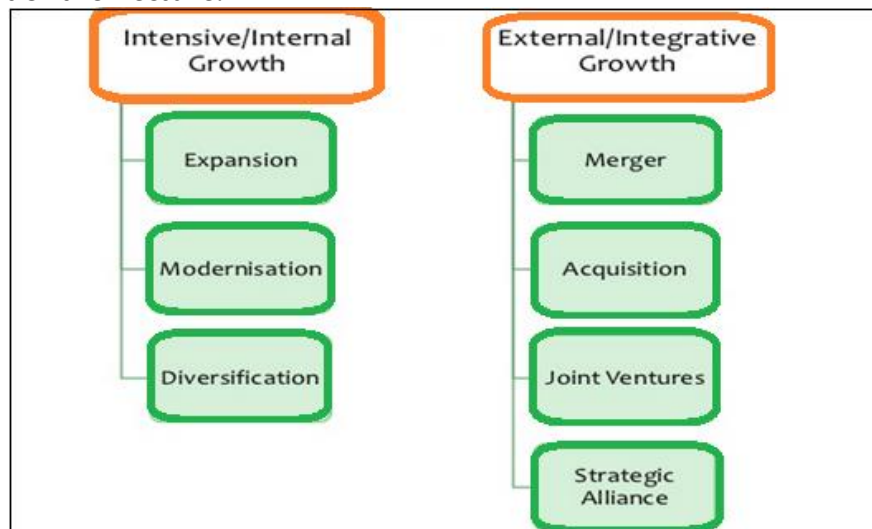 Intensive/Internal
Growth
Expansion
Modernisation
Diversification
External/Integrative
Growth
Merger
Acquisition
Joint Ventures
Strategic
Alliance